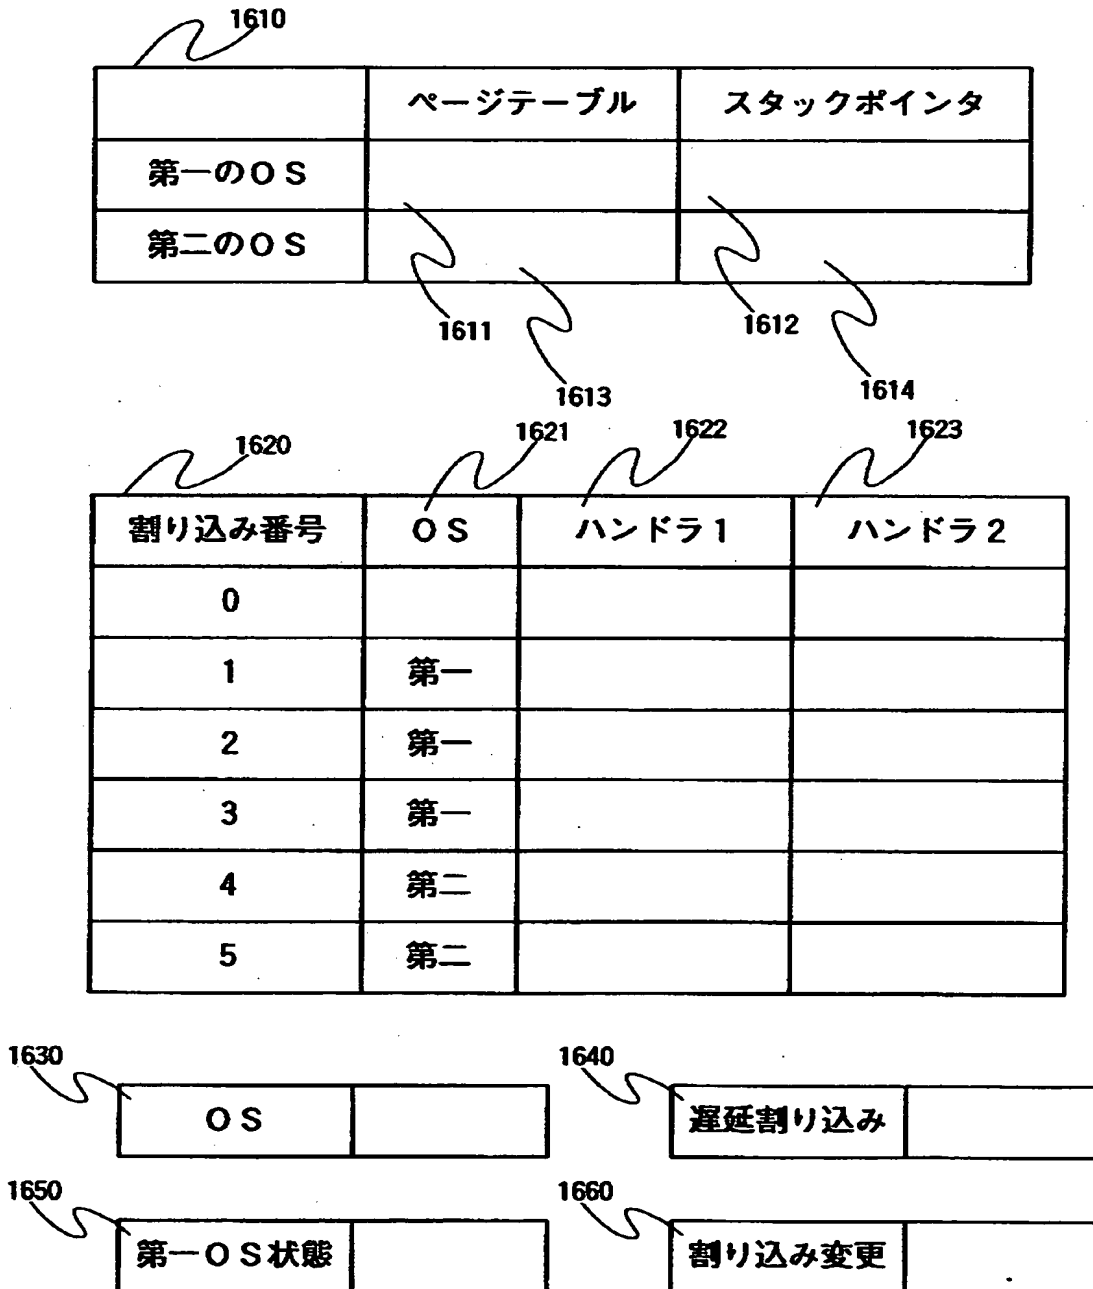 1610
ページテーブル スタックポインタ
第一のOS
第二のOS
1611 1612
1613 1614
1620 1621 1622 1623
割り込み番号 OS ハンドラ1 ハンドラ2
0
1 第一
2 第一
3 第一
4 第二
5 第二
1630 1640
OS 遅延割り込み
1650 1660
第一OS状態 割り込み変更